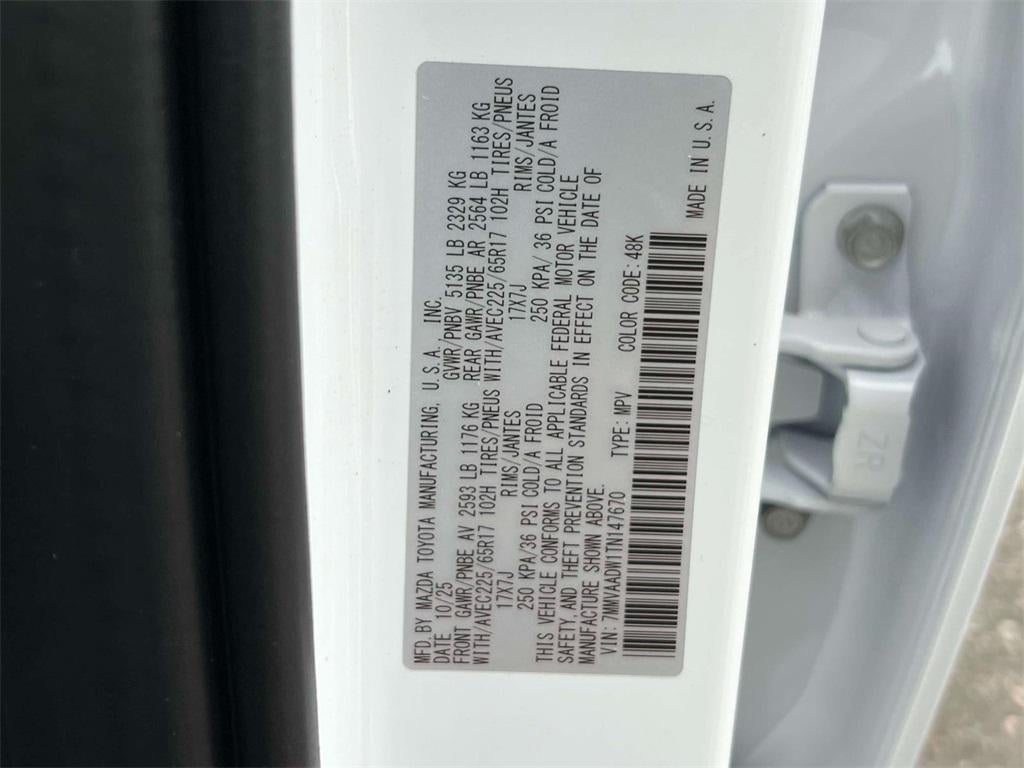 MFD. BY MAZDA TOYOTA MANUFACTURING, U. S. A. INC.
DATE 10/25 GVWR/PNBV 5135 LB 2329 KG
FRONT GAWR/PNBE AV 2593 LB 1176 KG REAR GAWR/PNBE AR 2564 LB 1163 KG
WITH/AVEC225/65R17 102H TIRES/PNEUS WITH/AVEC225/65R17 102H TIRES/PNEUS
17X7J RIMS/JANTES 17X7J RIMS/JANTES
250 KPA/36 PSI COLD/A FROID 250 KPA/ 36 PSI COLD/A FROID
THIS VEHICLE CONFORMS TO ALL APPLICABLE FEDERAL MOTOR VEHICLE
SAFETY, AND THEFT PREVENTION STANDARDS IN EFFECT ON THE DATE OF
MANUFACTURE SHOWN ABOVE.
VIN: 7MMVAADW1TN147670 TYPE: MPV COLOR CODE: 48K
MADE IN U. S. A.
ZR